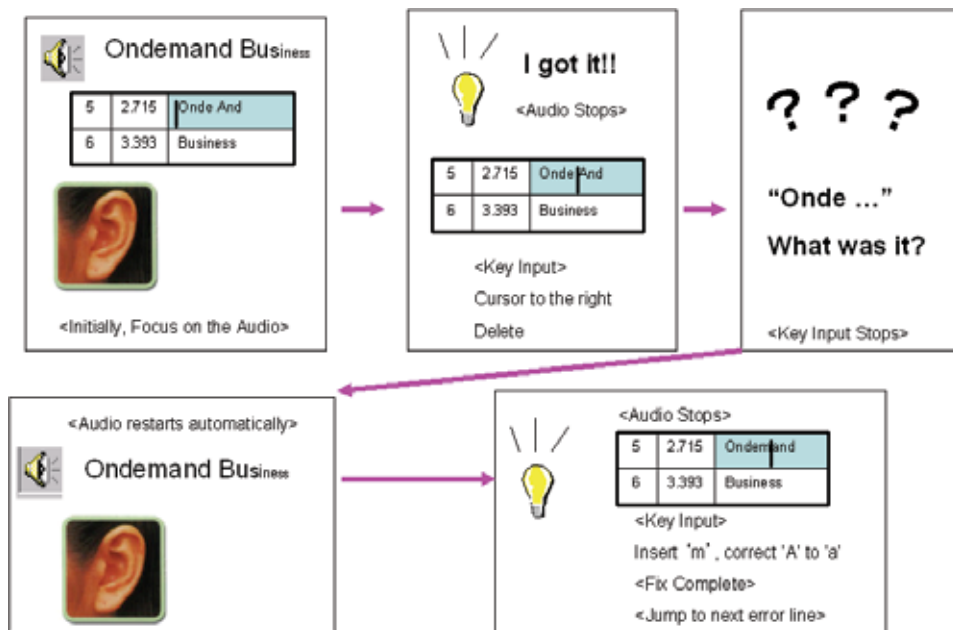 Ondemand Business
5 2.715 Onde And
6 3.393 Business
<Initially, Focus on the Audio>
I got it!!
<Audio Stops>
5 2.715 Onde And
6 3.393 Business
<Key Input>
Cursor to the right
Delete
? ? ?
“Onde ...”
What was it?
<Key Input Stops>
<Audio restarts automatically>
Ondemand Business
<Audio Stops>
5 2.715 Ondemand
6 3.393 Business
<Key Input>
Insert ‘m’, correct 'A' to 'a'
<Fix Complete>
<Jump to next error line>